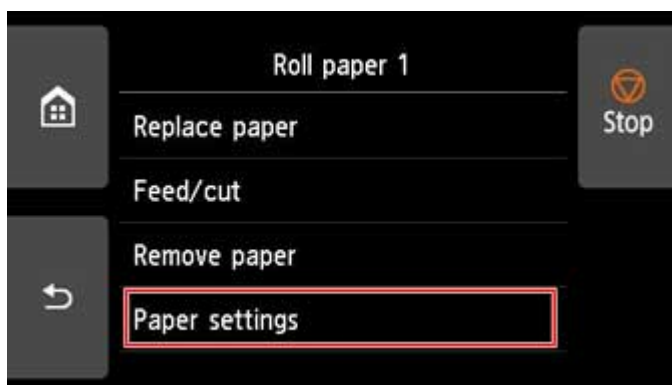 Roll paper 1
Stop
Replace paper
Feed/cut
Remove paper
Paper settings